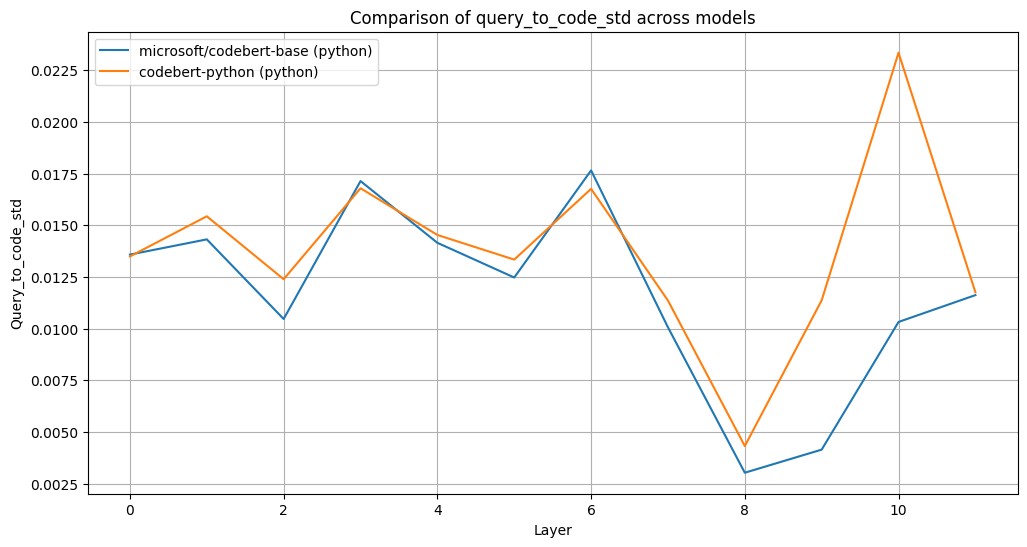 Comparison of query_to_code_std across models
microsoft/codebert-base (python)
codebert-python (python)
Query_to_code_std
0.0225
0.0200
0.0175
0.0150
0.0125
0.0100
0.0075
0.0050
0.0025
0 2 4 6 8 10
Layer